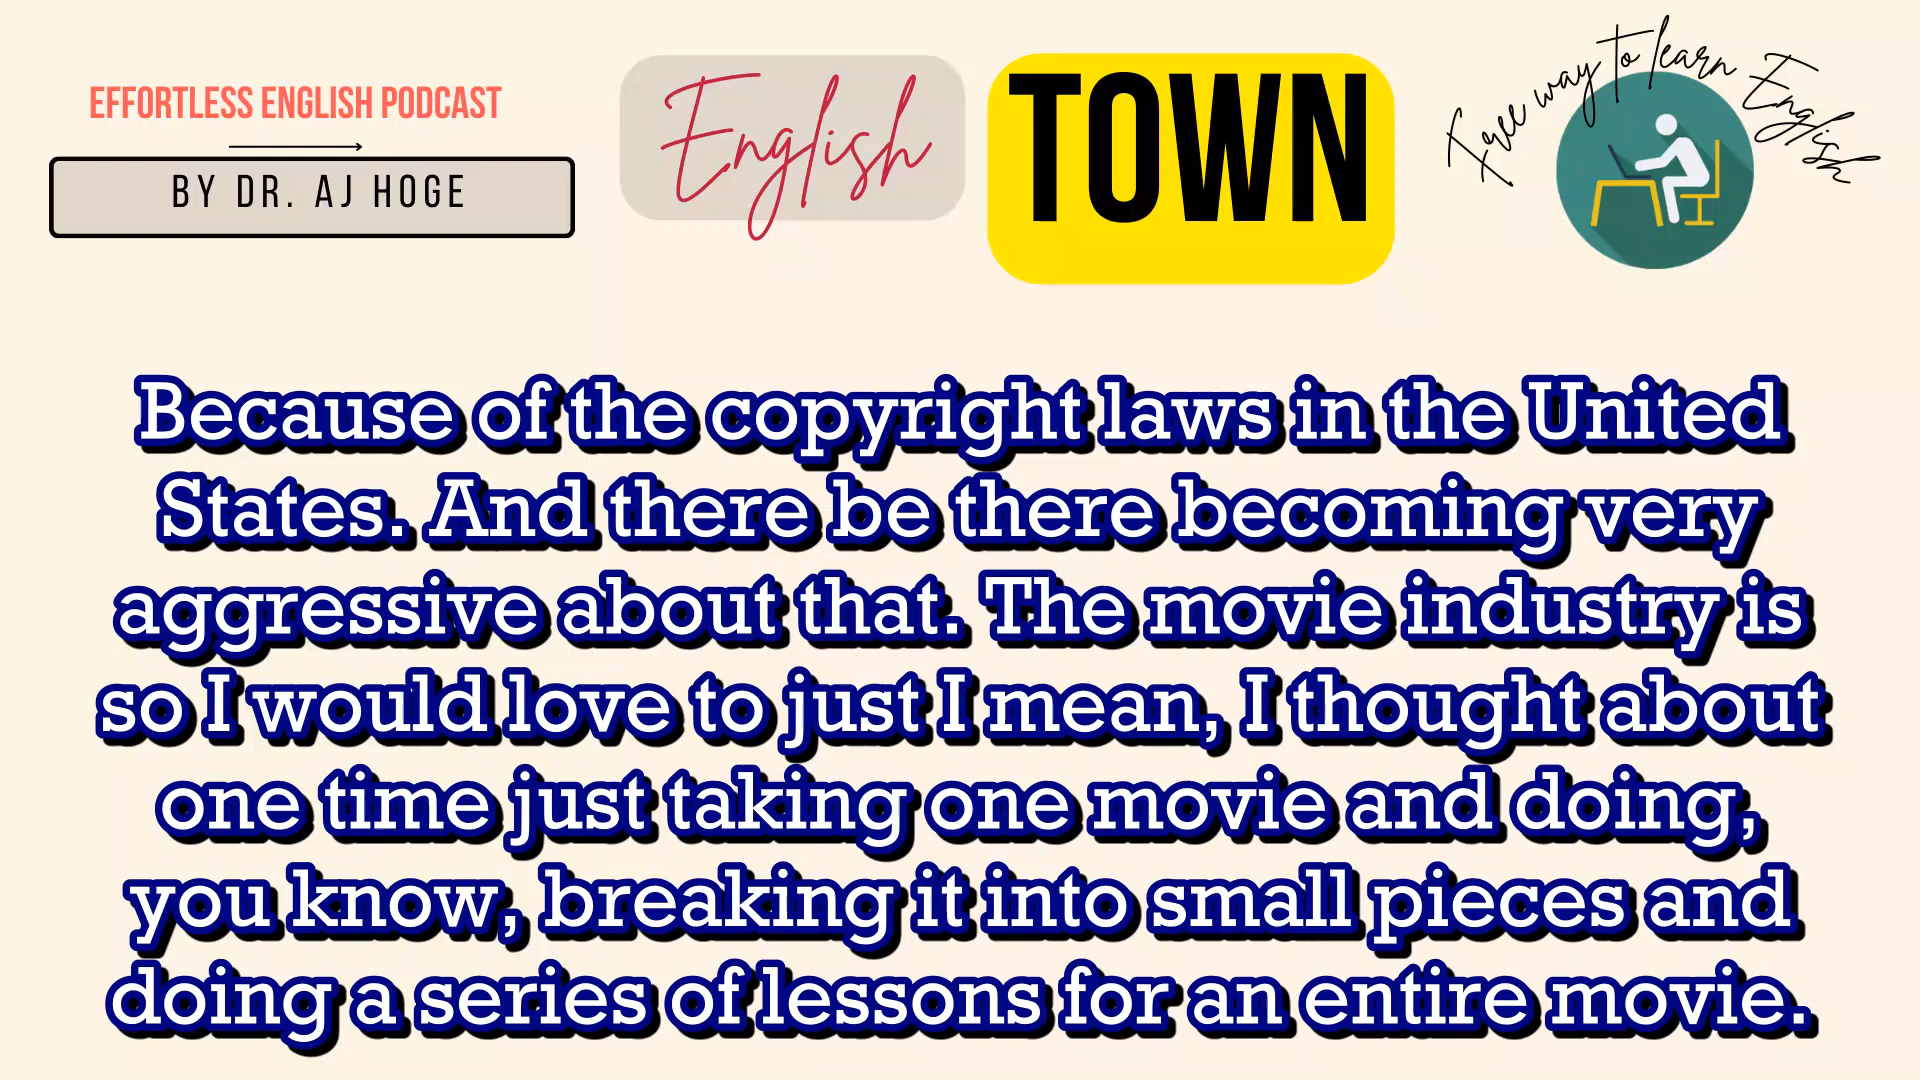 EFFORTLESS ENGLISH PODCAST
BY DR. AJ HOGE
English
TOWN
Free way to learn English
Because of the copyright laws in the United
States. And there be there becoming very
aggressive about that. The movie industry is
so I would love to just I mean, I thought about
one time just taking one movie and doing,
you know, breaking it into small pieces and
doing a series of lessons for an entire movie.